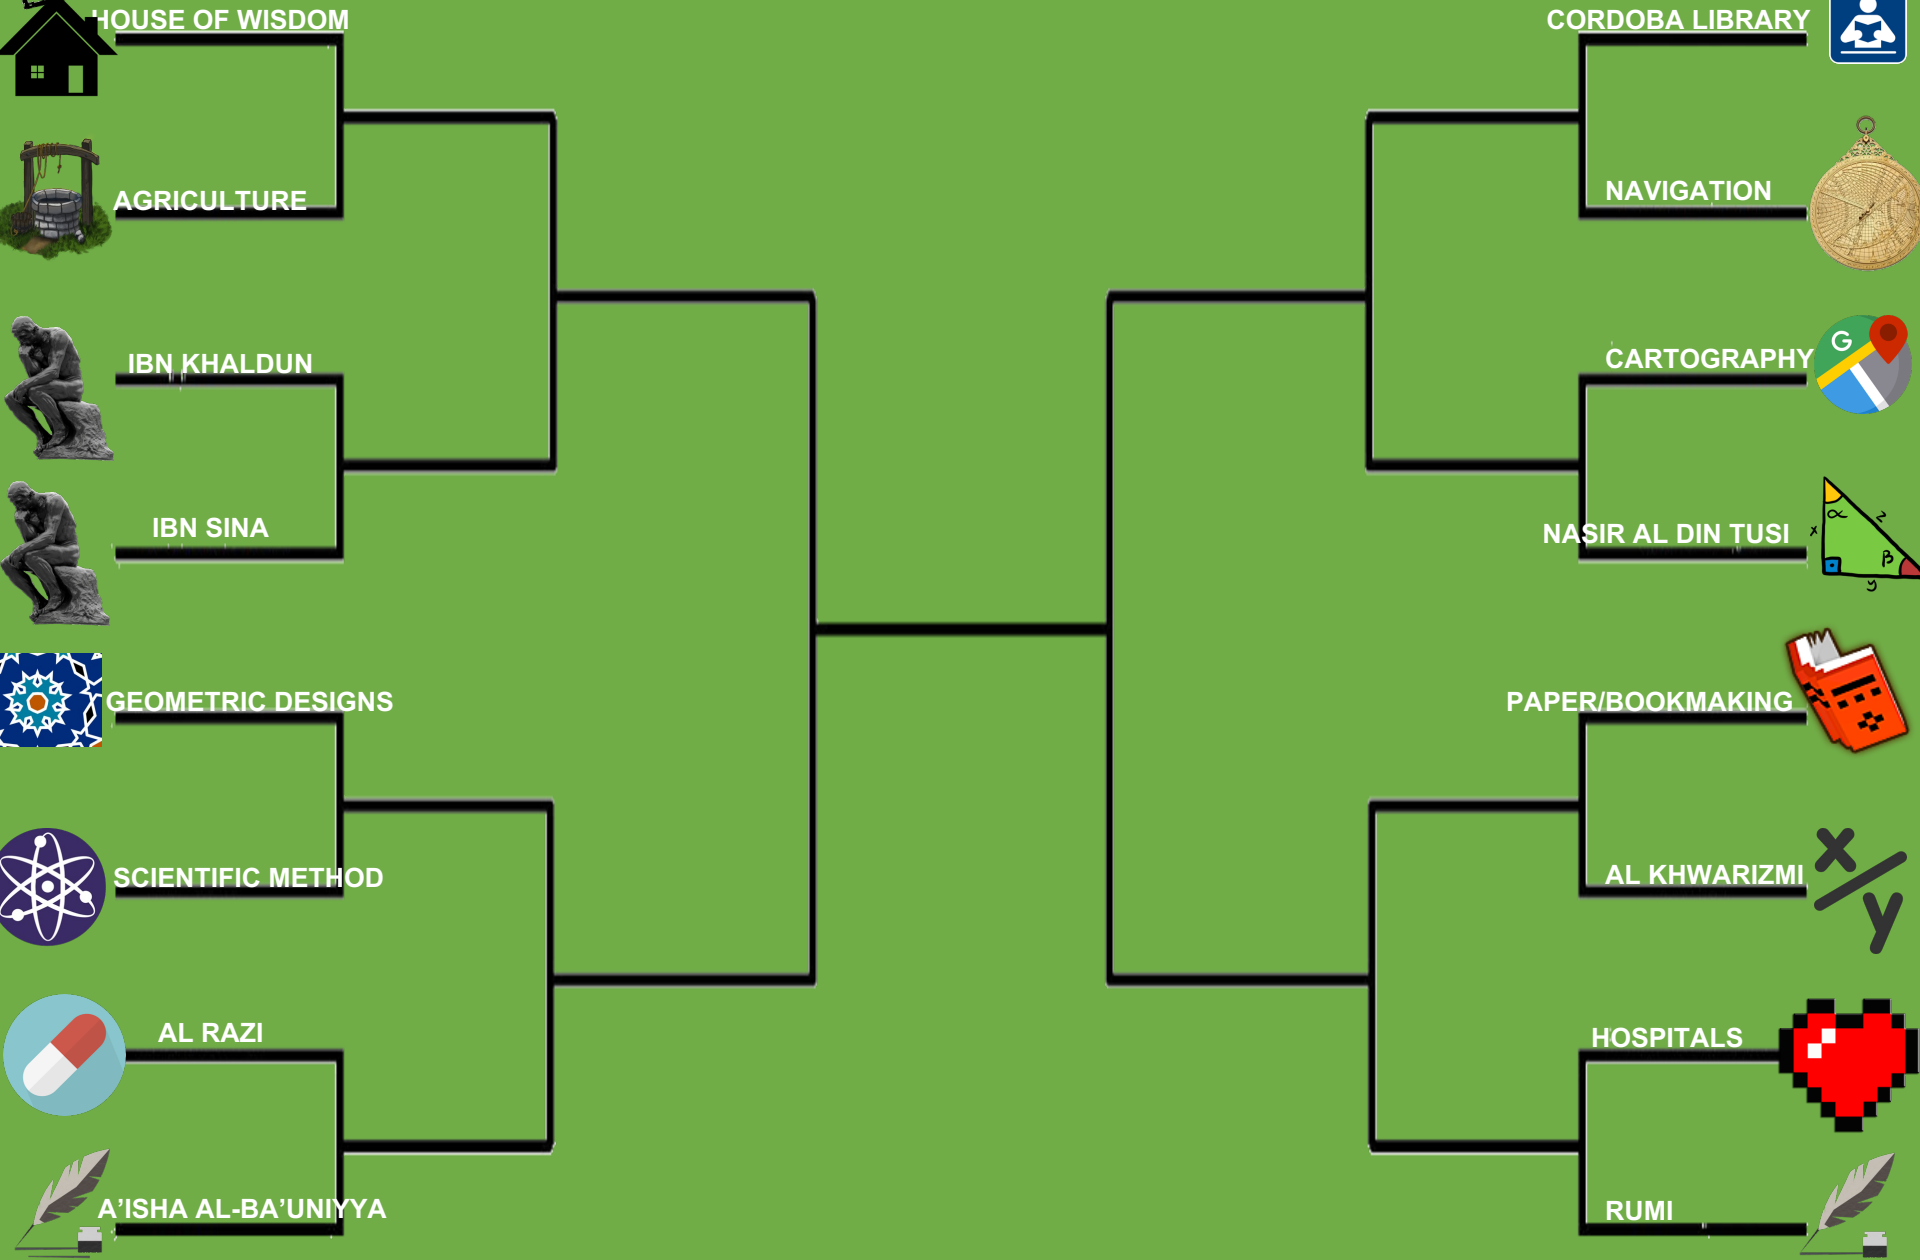 HOUSE OF WISDOM
AGRICULTURE
IBN KHALDUN
IBN SINA
GEOMETRIC DESIGNS
SCIENTIFIC METHOD
AL RAZI
A’ISHA AL-BA’UNIYYA
CORDOBA LIBRARY
NAVIGATION
CARTOGRAPHY
G
NASIR AL DIN TUSI
α
x
z
β
y
PAPER/BOOKMAKING
AL KHWARIZMI
x/y
HOSPITALS
RUMI